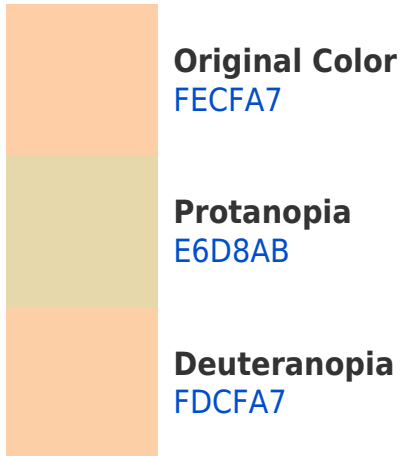 Original Color
FECFA7
Protanopia
E6D8AB
Deuteranopia
FDCFA7